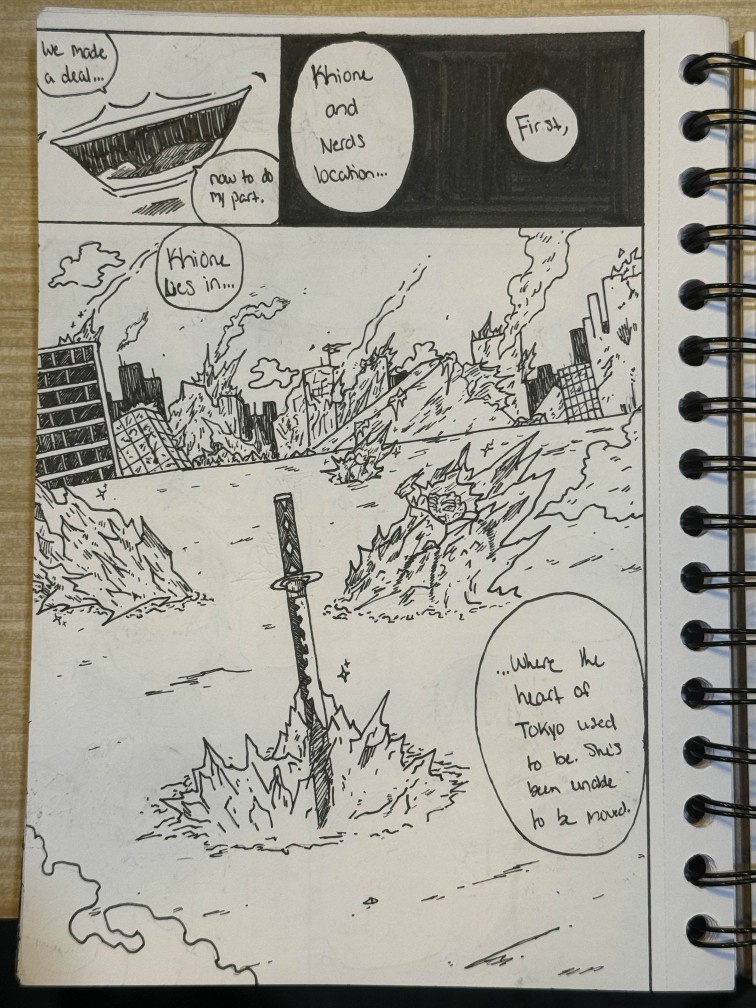 First,
Khione
and
Nerds
location...
We made
a deal...
now to do
my part.
Khione
lies in...
...Where the
heart of
Tokyo used
to be. She's
been unable
to be moved.